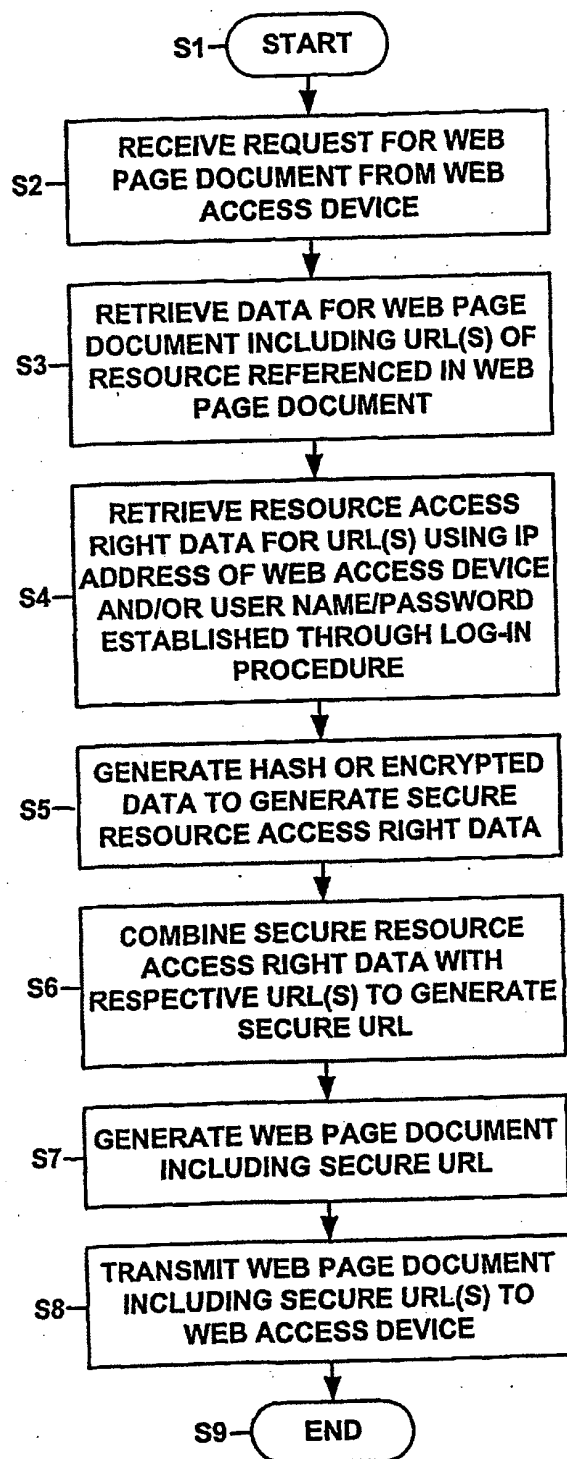 S1 START
RECEIVE REQUEST FOR WEB
S2 PAGE DOCUMENT FROM WEB
ACCESS DEVICE
RETRIEVE DATA FOR WEB PAGE
DOCUMENT INCLUDING URL(S) OF
S3 RESOURCE REFERENCED IN WEB
PAGE DOCUMENT
RETRIEVE RESOURCE ACCESS
RIGHT DATA FOR URL(S) USING IP
S4 ADDRESS OF WEB ACCESS DEVICE
AND/OR USER NAME/PASSWORD
ESTABLISHED THROUGH LOG-IN
PROCEDURE
GENERATE HASH OR ENCRYPTED
S5 DATA TO GENERATE SECURE
RESOURCE ACCESS RIGHT DATA
COMBINE SECURE RESOURCE
ACCESS RIGHT DATA WITH
S6 RESPECTIVE URL(S) TO GENERATE
SECURE URL
S7 GENERATE WEB PAGE DOCUMENT
INCLUDING SECURE URL
TRANSMIT WEB PAGE DOCUMENT
S8 INCLUDING SECURE URL(S) TO
WEB ACCESS DEVICE
S9 END